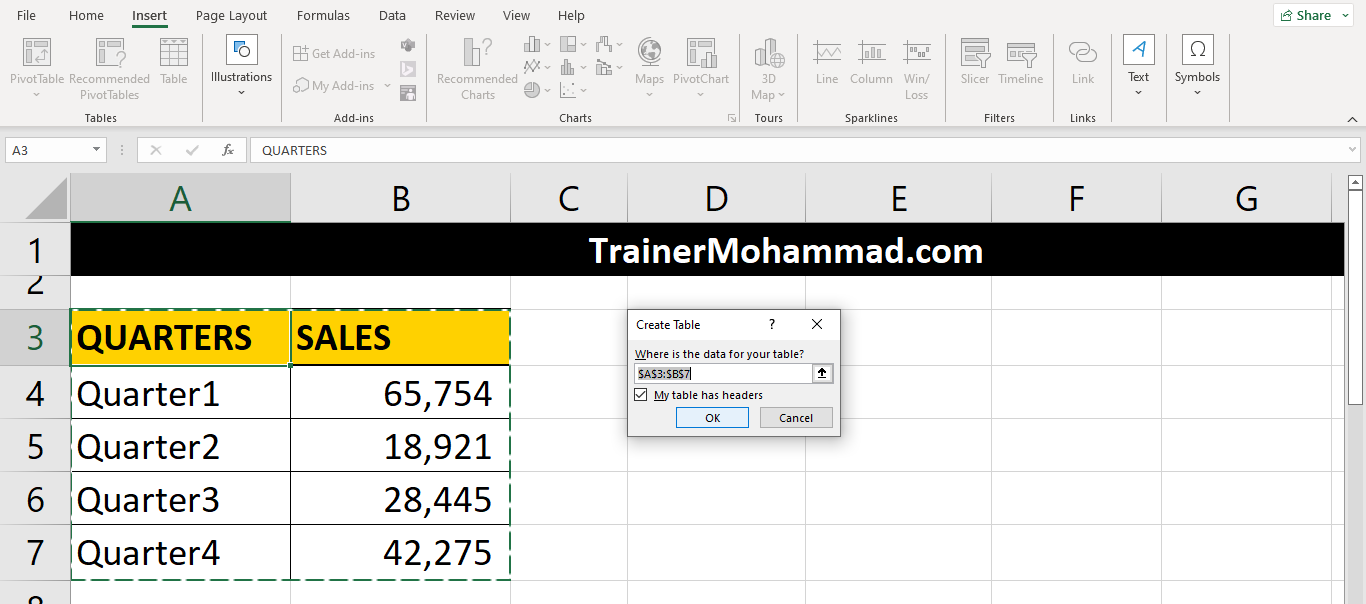 File Home Insert Page Layout Formulas Data Review View Help Share
PivotTable Recommended PivotTables Table
Tables
Illustrations
Get Add-ins
My Add-ins
Add-ins
Recommended Charts
Maps PivotChart
Charts
3D Map
Tours
Line Column Win/ Loss
Sparklines
Slicer Timeline
Filters
Link
Links
Text
Symbols
A3 fx QUARTERS
A B C D E F G
1 TrainerMohammad.com
2
3 QUARTERS SALES
4 Quarter1 65,754
5 Quarter2 18,921
6 Quarter3 28,445
7 Quarter4 42,275
8
Create Table ?
Where is the data for your table?
$A$3:$B$7
My table has headers
OK Cancel